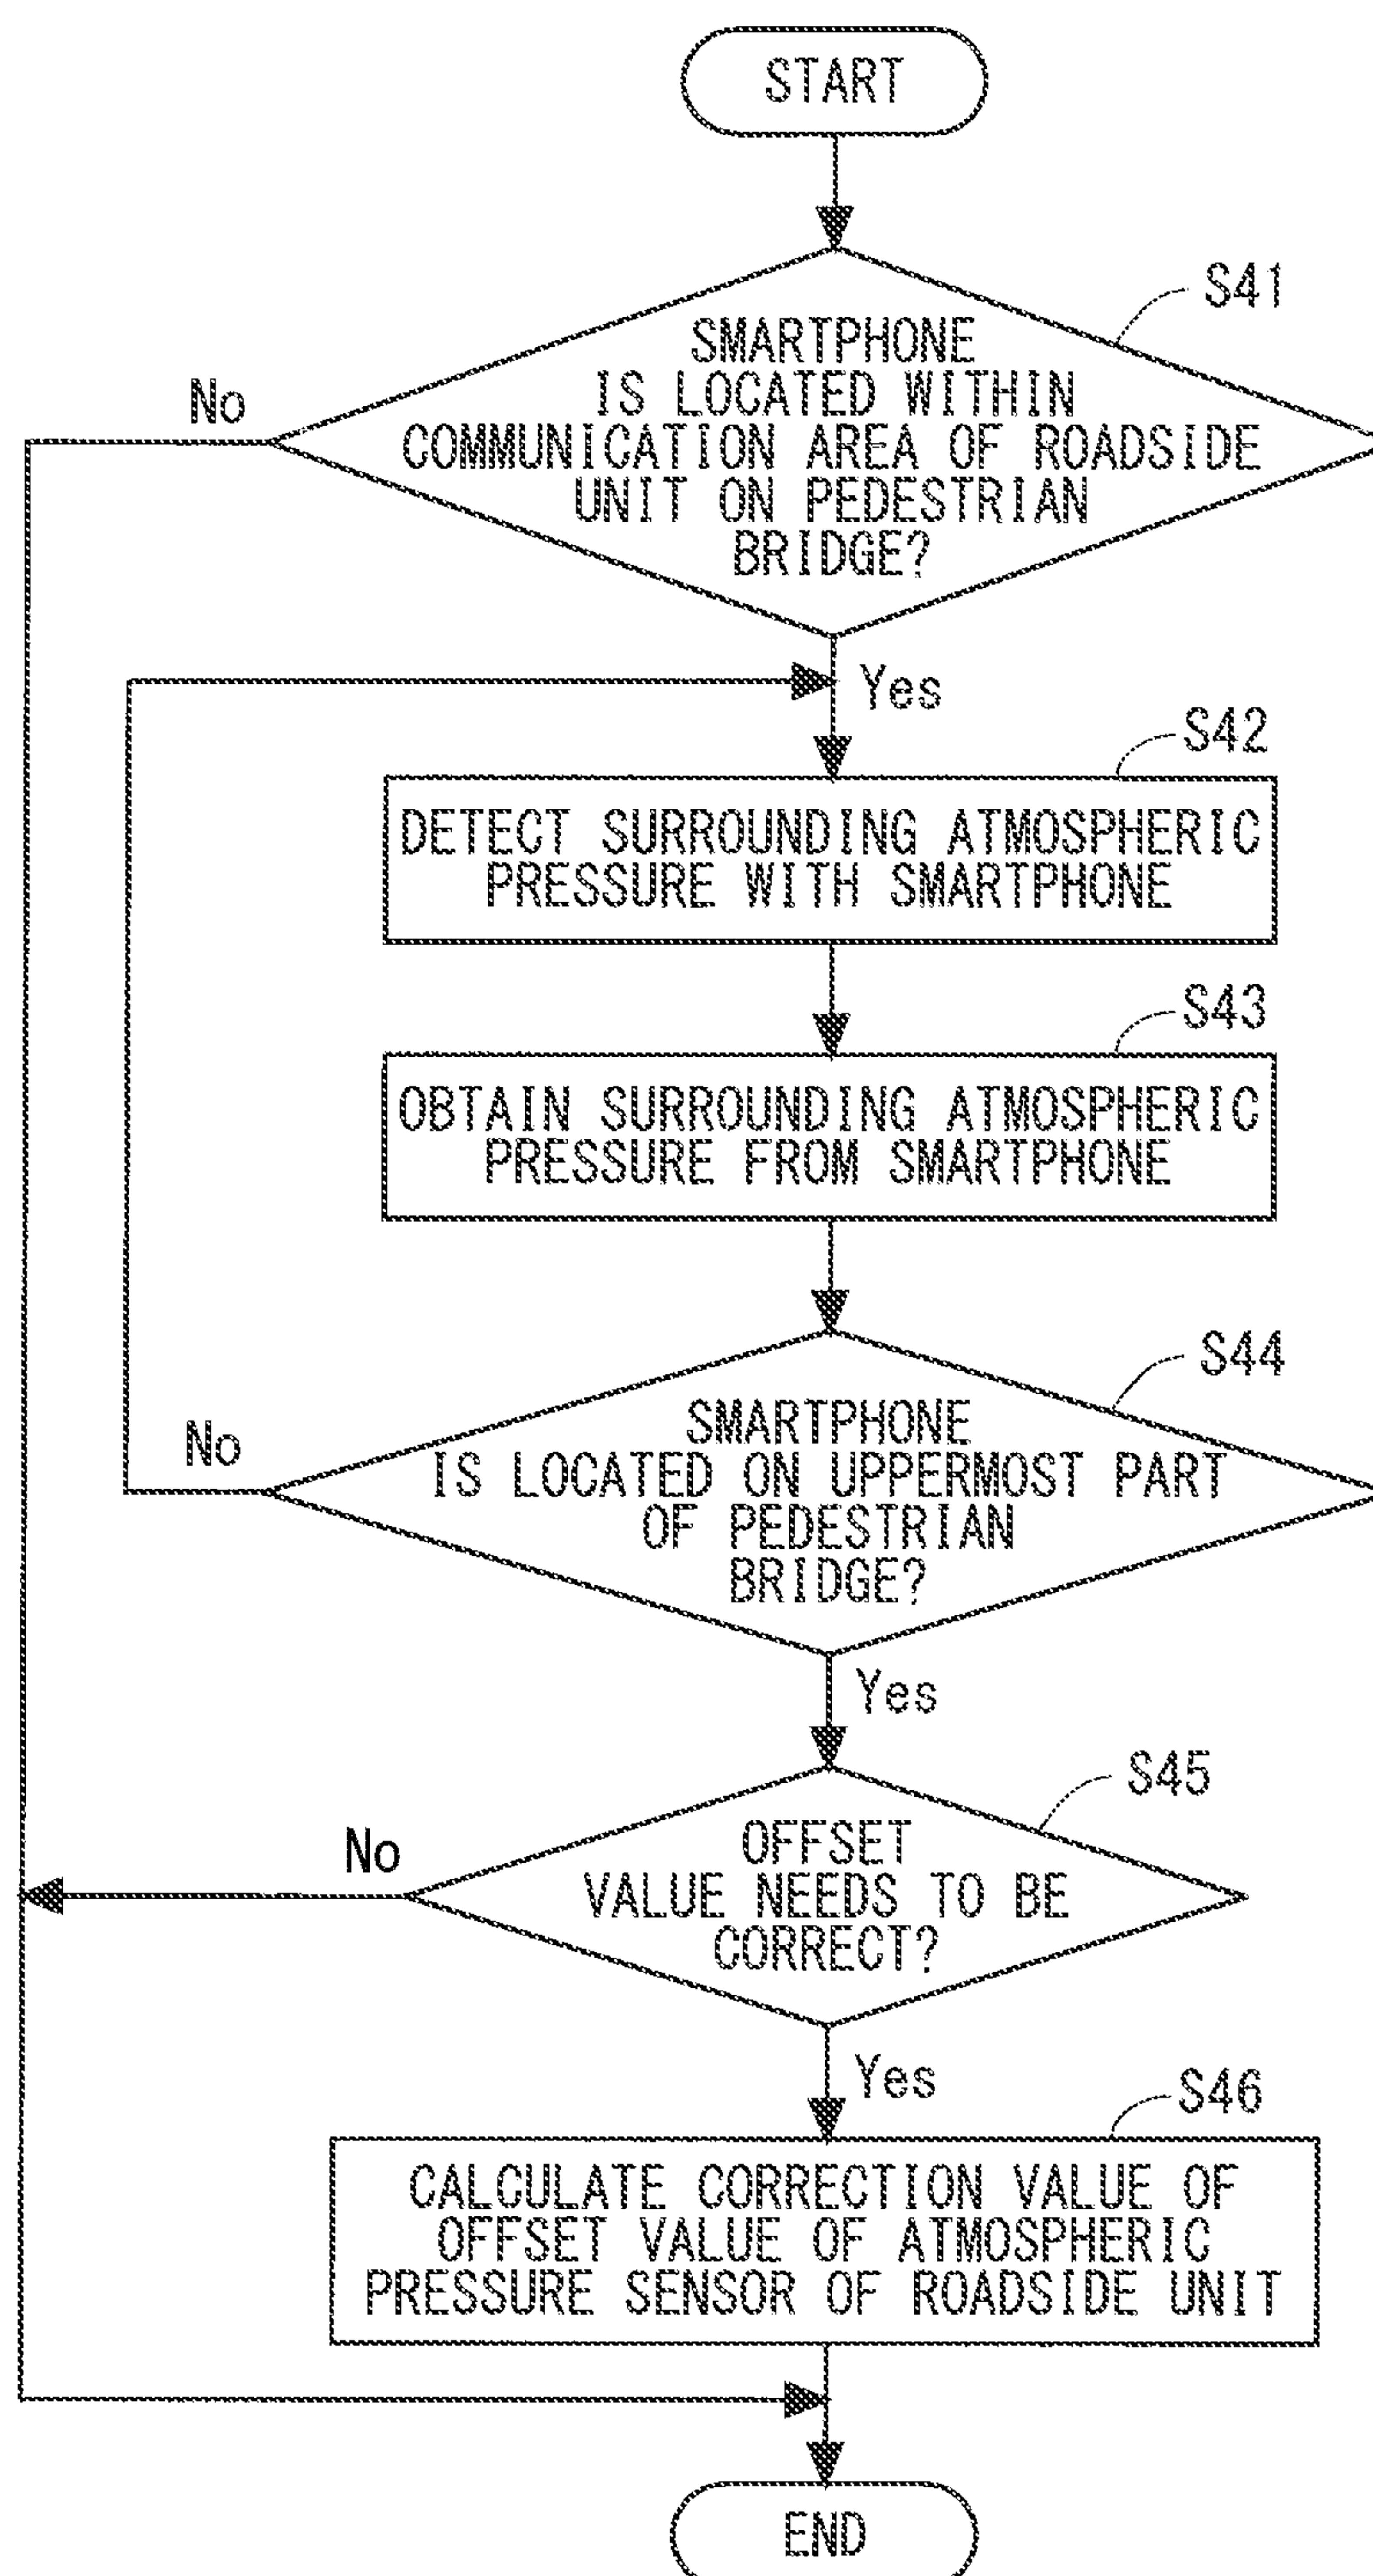 START
S41
SMARTPHONE
IS LOCATED WITHIN
COMMUNICATION AREA OF ROADSIDE
UNIT ON PEDESTRIAN
BRIDGE?
No
Yes
S42
DETECT SURROUNDING ATMOSPHERIC
PRESSURE WITH SMARTPHONE
S43
OBTAIN SURROUNDING ATMOSPHERIC
PRESSURE FROM SMARTPHONE
S44
SMARTPHONE
IS LOCATED ON UPPERMOST PART
OF PEDESTRIAN
BRIDGE?
No
Yes
S45
OFFSET
VALUE NEEDS TO BE
CORRECT?
No
Yes
S46
CALCULATE CORRECTION VALUE OF
OFFSET VALUE OF ATMOSPHERIC
PRESSURE SENSOR OF ROADSIDE UNIT
END